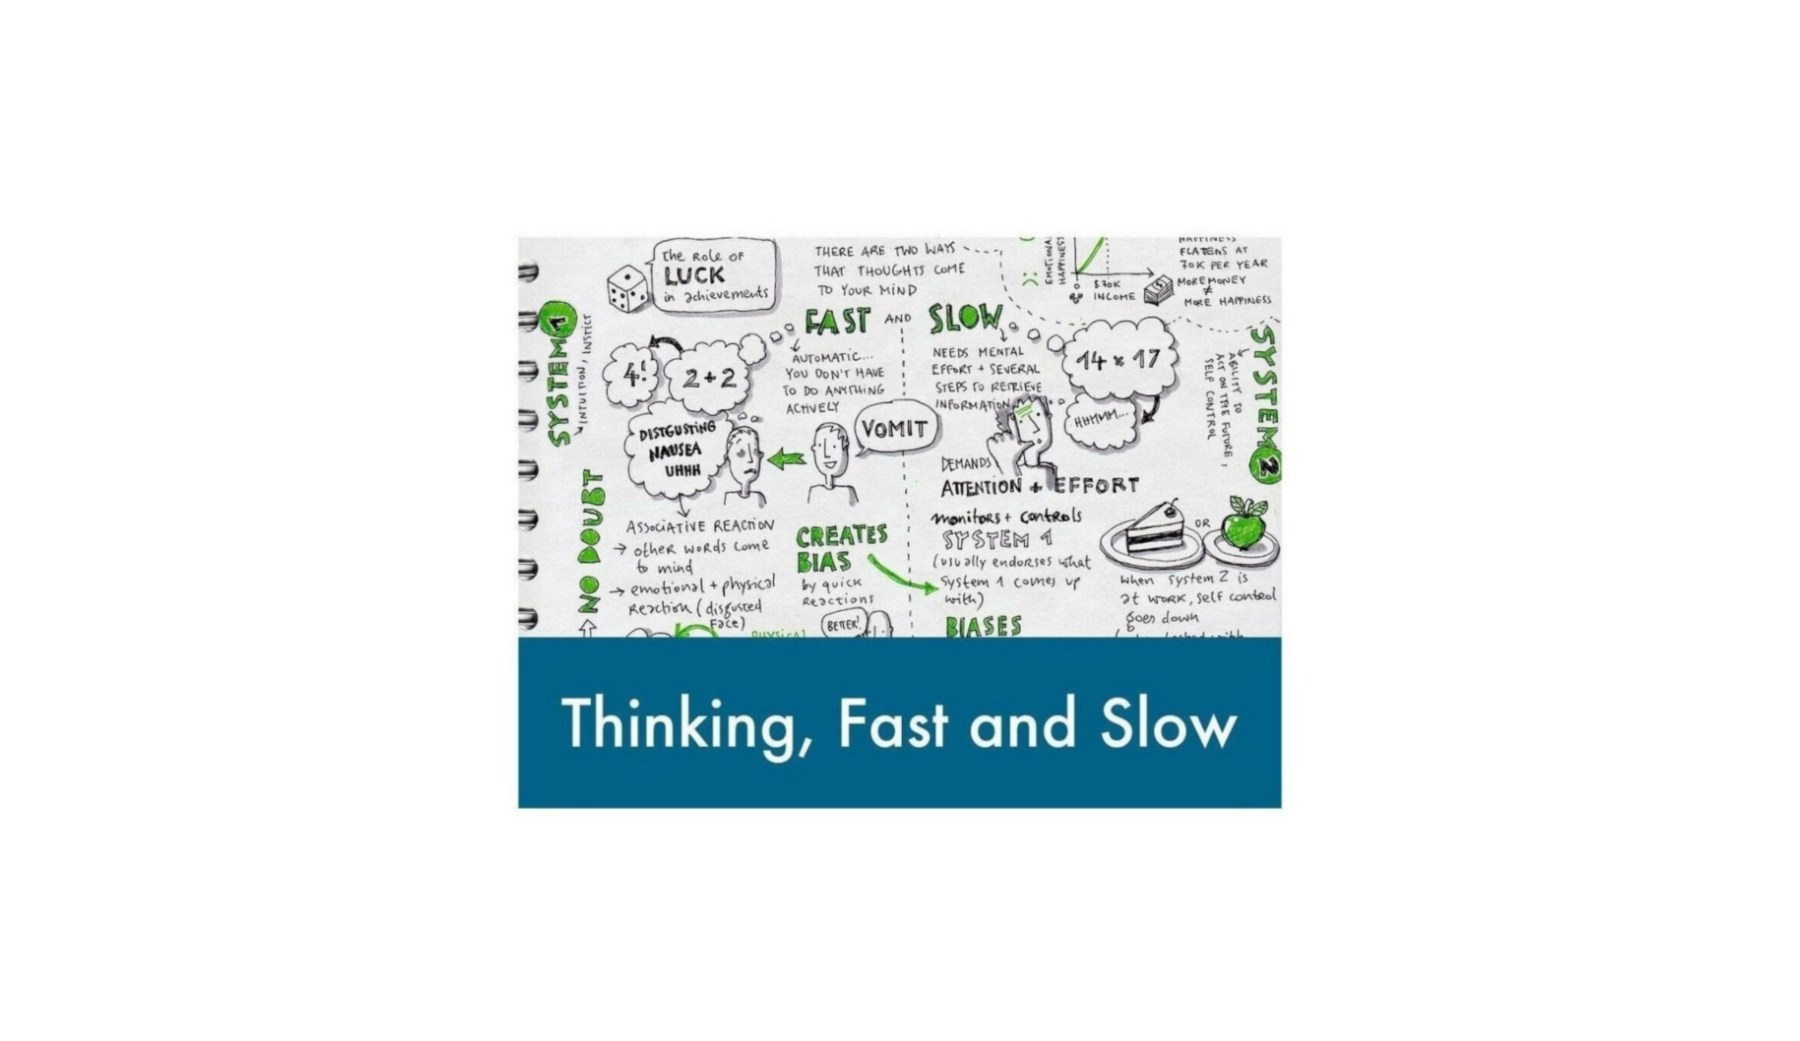 The Role of
LUCK
in achievements
THERE ARE TWO WAYS
THAT THOUGHTS COME
TO YOUR MIND
FAST AND SLOW
EMOTIONAL
HAPPINESS
$70K
INCOME
HAPPINESS
FLATENS AT
70K PER YEAR
MORE MONEY
≠
MORE HAPPINESS
SYSTEM 1
INTUITION, INSTICT
4!
2+2
AUTOMATIC...
YOU DON'T HAVE
TO DO ANYTHING
ACTIVELY
NEEDS MENTAL
EFFORT + SEVERAL
STEPS TO RETRIEVE
INFORMATION
14 x 17
HHMMM...
SYSTEM 2
ABILITY TO
ACT ON THE FUTURE,
SELF CONTROL
DISTGUSTING
NAUSEA
UHHH
VOMIT
DEMANDS
ATTENTION + EFFORT
NO DOUBT
ASSOCIATIVE REACTION
→ other words come
to mind
→ emotional + physical
Reaction (disgusted
Face)
CREATES
BIAS
by quick
Reactions
monitors + controls
SYSTEM 1
(usually endorses what
System 1 comes up
with)
OR
when system 2 is
at work, self control
goes down
PHYSICAL
BETTER!
BIASES
Thinking, Fast and Slow